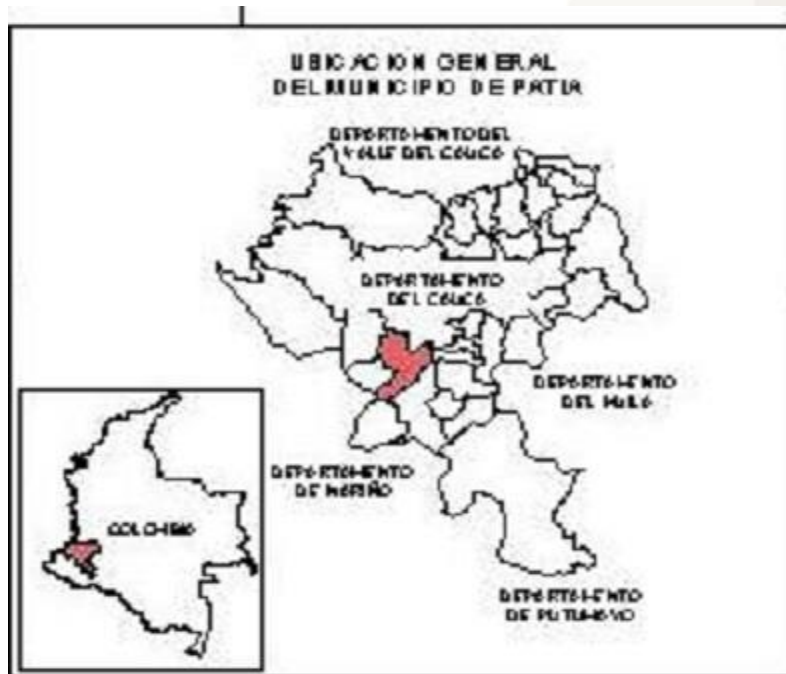 UBICACION GENERAL
DEL MUNICIPIO DE PATIA
DEPARTAMENTO DEL
VALLE DEL CAUCA
DEPARTAMENTO
DEL CAUCA
DEPARTAMENTO
DEL HUILA
DEPARTAMENTO
DE NARIÑO
COLOMBIA
DEPARTAMENTO
DE PUTUMAYO